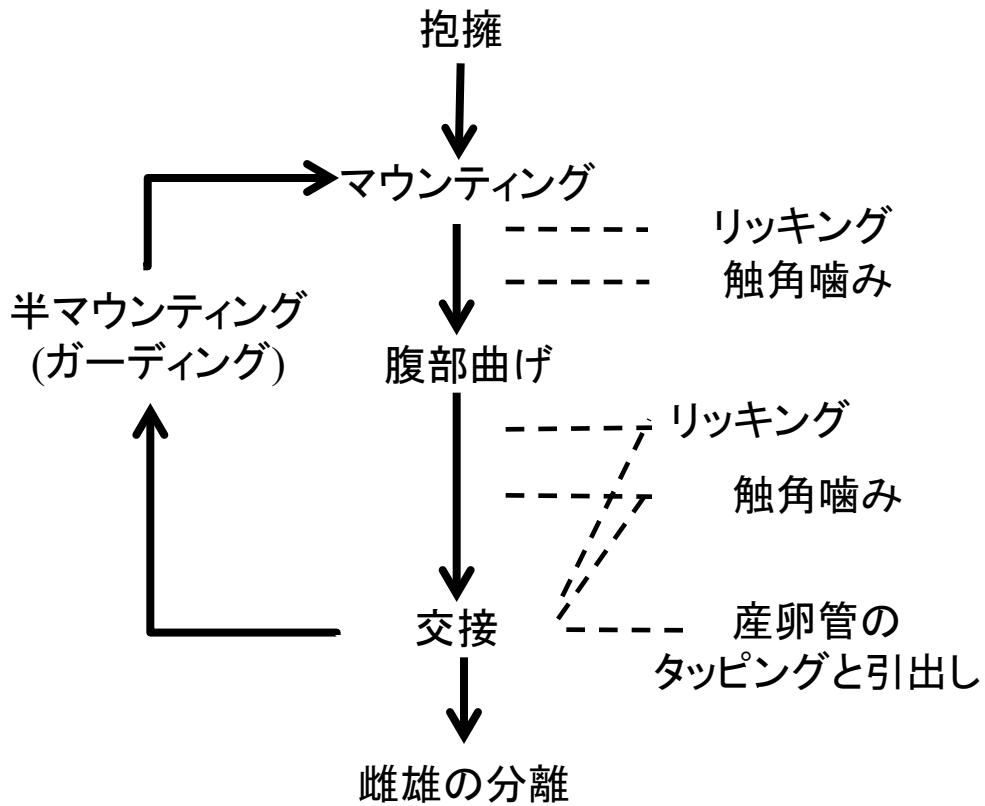 抱擁
マウンティング
リッキング
触角噛み
半マウンティング
(ガーディング)
腹部曲げ
リッキング
触角噛み
交接
産卵管の
タッピングと引出し
雌雄の分離